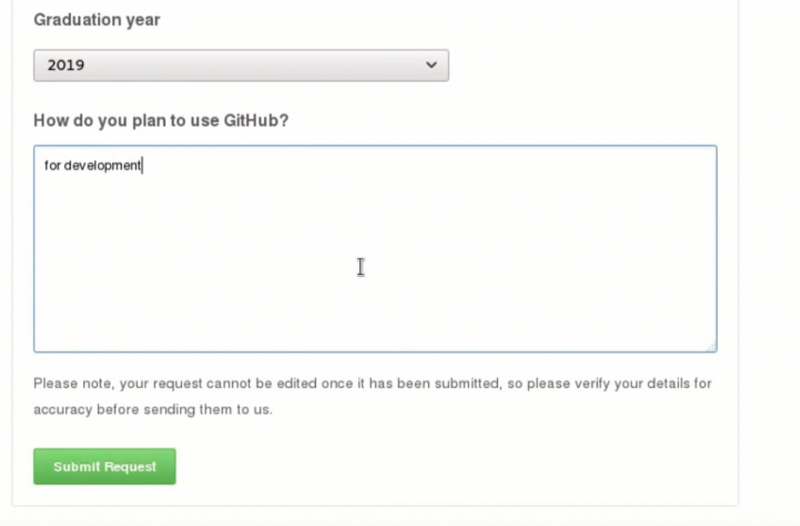 Graduation year
2019
How do you plan to use GitHub?
for development
Please note, your request cannot be edited once it has been submitted, so please verify your details for
accuracy before sending them to us.
Submit Request